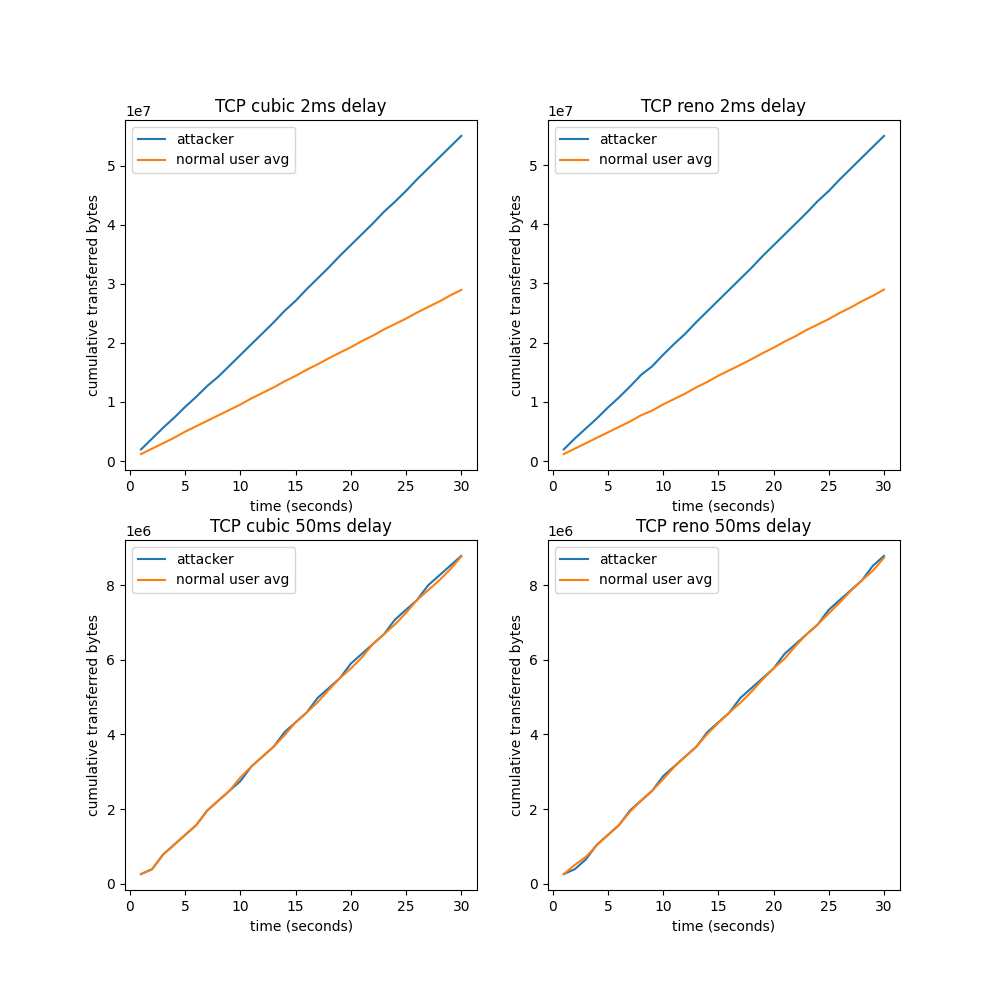 TCP cubic 2ms delay
1e7
attacker
normal user avg
cumulative transferred bytes
5
4
3
2
1
0
0 5 10 15 20 25 30
time (seconds)
TCP reno 2ms delay
1e7
attacker
normal user avg
cumulative transferred bytes
5
4
3
2
1
0
0 5 10 15 20 25 30
time (seconds)
TCP cubic 50ms delay
1e6
attacker
normal user avg
cumulative transferred bytes
8
6
4
2
0
0 5 10 15 20 25 30
time (seconds)
TCP reno 50ms delay
1e6
attacker
normal user avg
cumulative transferred bytes
8
6
4
2
0
0 5 10 15 20 25 30
time (seconds)